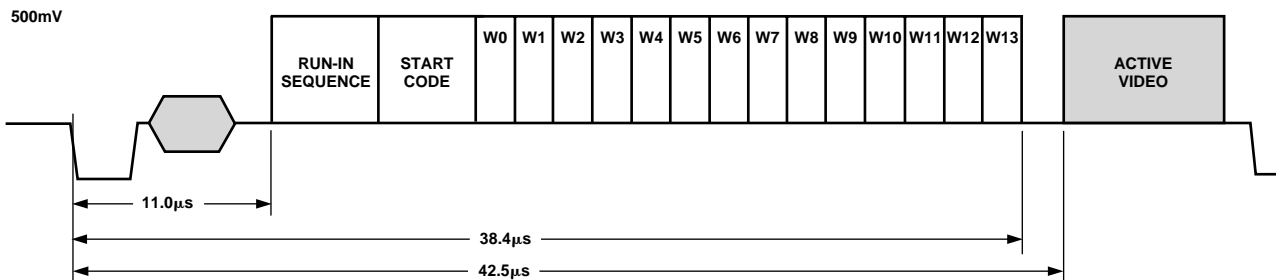 500mV
RUN-IN
SEQUENCE
START
CODE
W0 W1 W2 W3 W4 W5 W6 W7 W8 W9 W10 W11 W12 W13
ACTIVE
VIDEO
11.0µs
38.4µs
42.5µs